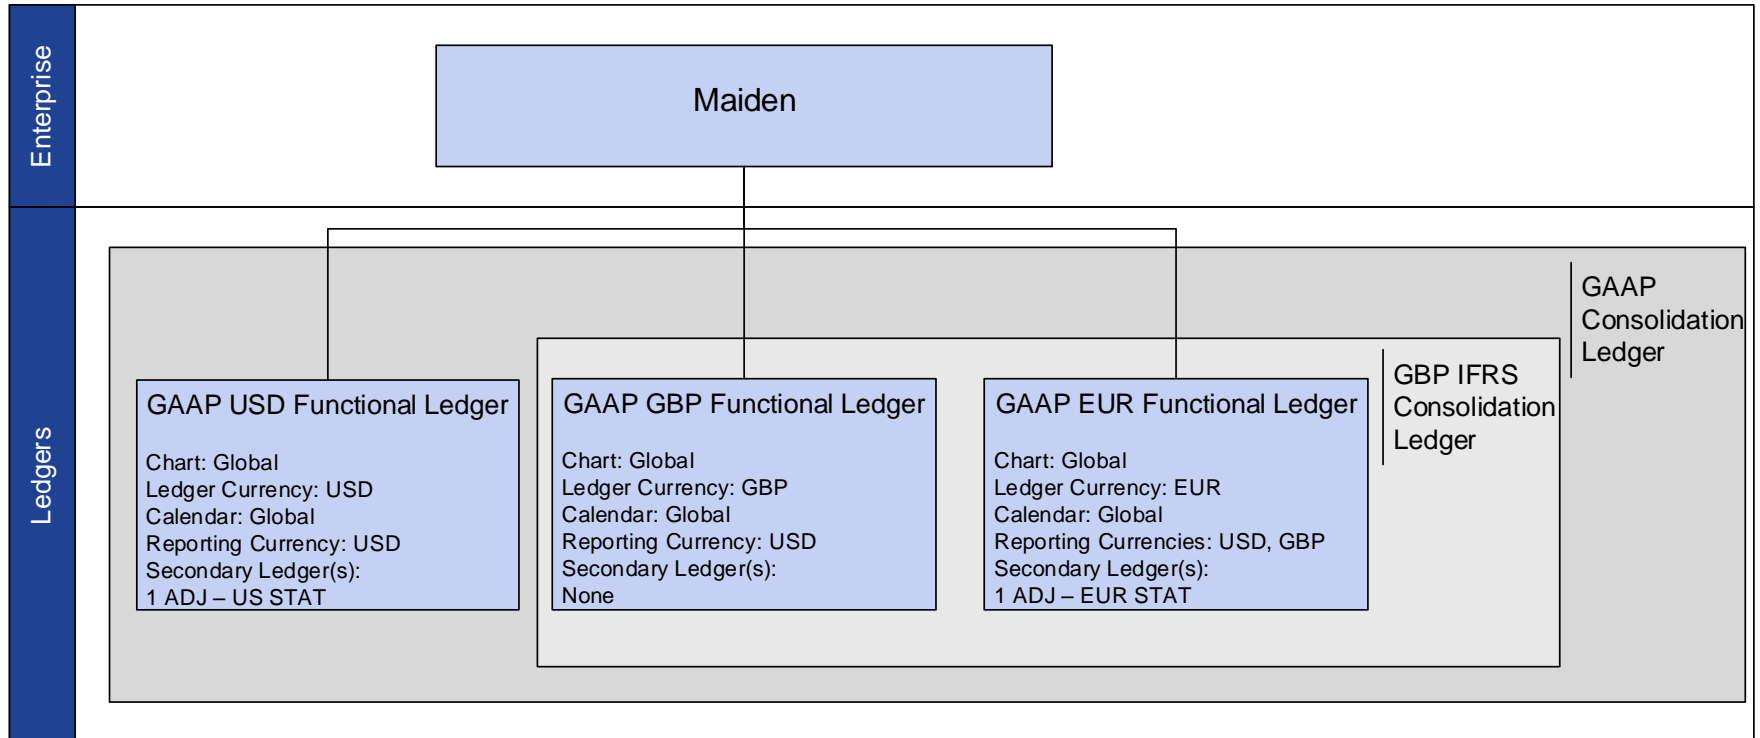 Enterprise
Maiden
Ledgers
GAAP
Consolidation
Ledger
GBP IFRS
Consolidation
Ledger
GAAP USD Functional Ledger
Chart: Global
Ledger Currency: USD
Calendar: Global
Reporting Currency: USD
Secondary Ledger(s):
1 ADJ – US STAT
GAAP GBP Functional Ledger
Chart: Global
Ledger Currency: GBP
Calendar: Global
Reporting Currency: USD
Secondary Ledger(s):
None
GAAP EUR Functional Ledger
Chart: Global
Ledger Currency: EUR
Calendar: Global
Reporting Currencies: USD, GBP
Secondary Ledger(s):
1 ADJ – EUR STAT